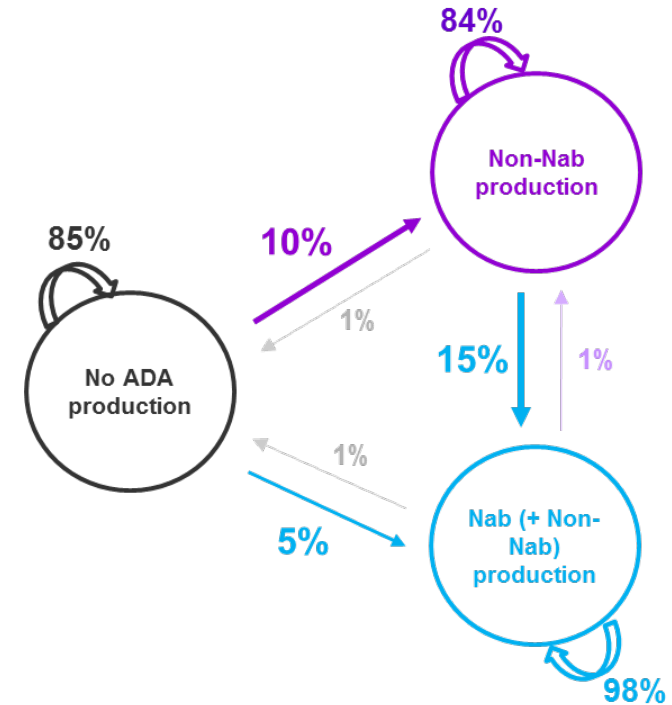 84%
Non-Nab
production
85%
10%
1%
No ADA
production
15%
1%
1%
5%
Nab (+ Non-
Nab)
production
98%